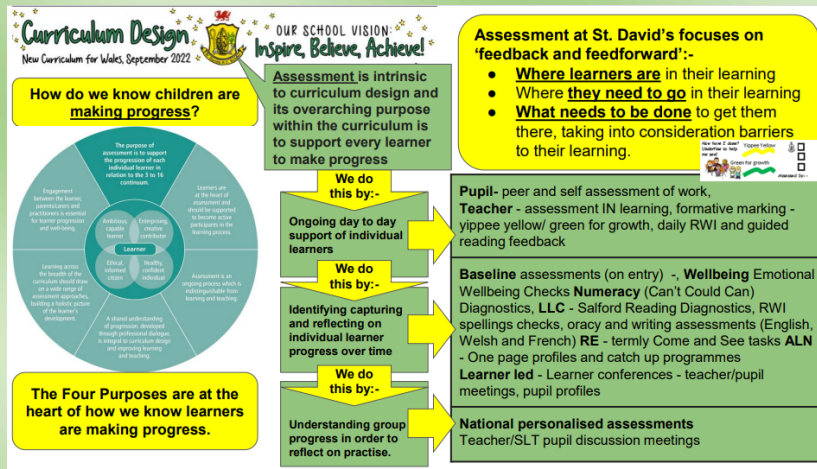 Curriculum Design
New Curriculum for Wales, September 2022
OUR SCHOOL VISION:
Inspire, Believe, Achieve!
How do we know children are
making progress?
The purpose of
assessment is to support
the progression of each
individual learner in
relation to the 3 to 16
continuum.
Learners are
at the heart of
assessment and
should be supported
to become active
participants in the
learning process.
Assessment is an
ongoing process which is
indistinguishable from
learning and teaching.
A shared understanding
of progression, developed
through professional dialogue,
is integral to curriculum design
and improving learning
and teaching.
Learning across
the breadth of the
curriculum should draw
on a wide range of
assessment approaches,
building a holistic picture
of the learner's
development.
Engagement
between the learner,
parents/carers and
practitioners is essential
for learner progression
and well-being.
Ambitious,
capable
learner
Enterprising,
creative
contributor
Learner
Ethical,
informed
citizen
Healthy,
confident
individual
The Four Purposes are at the
heart of how we know learners
are making progress.
Assessment is intrinsic
to curriculum design and
its overarching purpose
within the curriculum is
to support every learner
to make progress
We do
this by:-
Ongoing day to day
support of individual
learners
We do
this by:-
Identifying capturing
and reflecting on
individual learner
progress over time
We do
this by:-
Understanding group
progress in order to
reflect on practise.
Assessment at St. David's focuses on
'feedback and feedforward':-
● Where learners are in their learning
● Where they need to go in their learning
● What needs to be done to get them
there, taking into consideration barriers
to their learning.
How have I done?
Yippee Yellow
Green for growth
Pupil- peer and self assessment of work,
Teacher - assessment IN learning, formative marking -
yippee yellow/ green for growth, daily RWI and guided
reading feedback
Baseline assessments (on entry) -, Wellbeing Emotional
Wellbeing Checks Numeracy (Can't Could Can)
Diagnostics, LLC - Salford Reading Diagnostics, RWI
spellings checks, oracy and writing assessments (English,
Welsh and French) RE - termly Come and See tasks ALN
- One page profiles and catch up programmes
Learner led - Learner conferences - teacher/pupil
meetings, pupil profiles
National personalised assessments
Teacher/SLT pupil discussion meetings